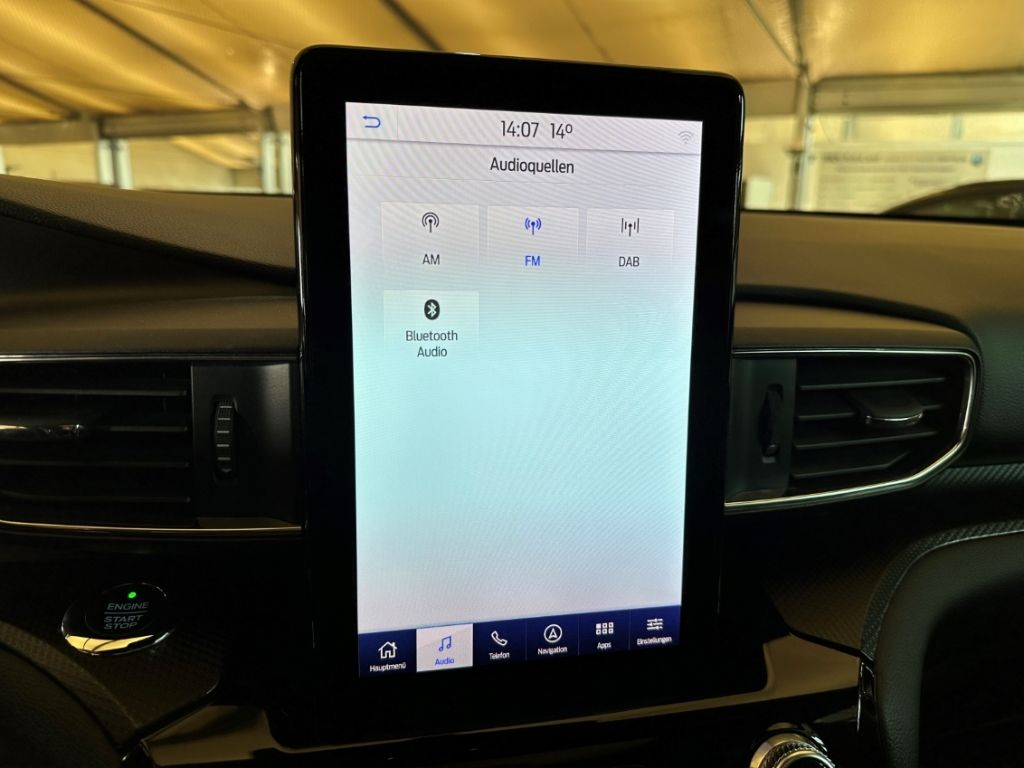 14:07 14°
Audioquellen
AM
FM
DAB
Bluetooth
Audio
ENGINE
START
STOP
Hauptmenü
Audio
Telefon
Navigation
Apps
Einstellungen